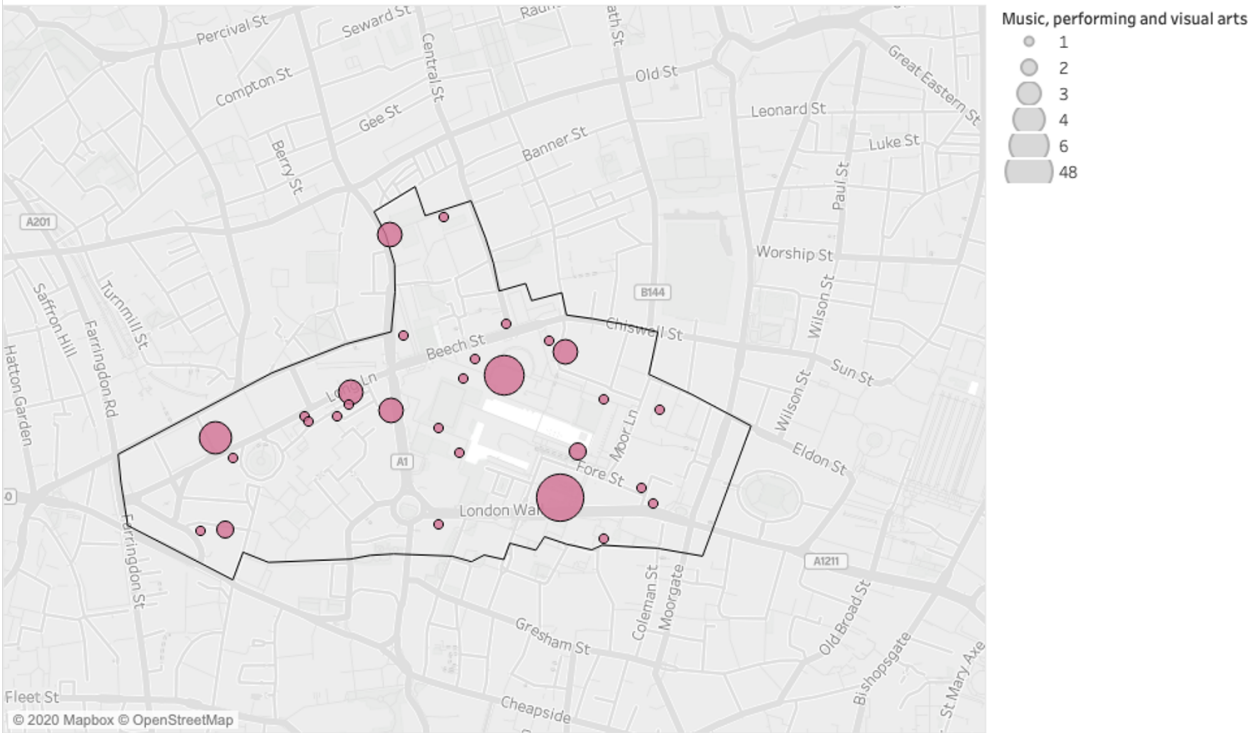 Music, performing and visual arts
1
2
3
4
6
48
Percival St
Seward St
Central St
Old St
Great Eastern St
Compton St
Gee St
Leonard St
Banner St
Luke St
Berry St
Paul St
A201
Worship St
Turnmill St
Saffron Hill
Farringdon Rd
Hatton Garden
B144
Wilson St
Chiswell St
Beech St
Sun St
Wilson St
Moor Ln
Eldon St
A1
Fore St
London Wal
Farringdon St
A1211
Coleman St
Moorgate
Old Broad St
Gresham St
Bishopsgate
St Mary Axe
Fleet St
Cheapside
© 2020 Mapbox © OpenStreetMap